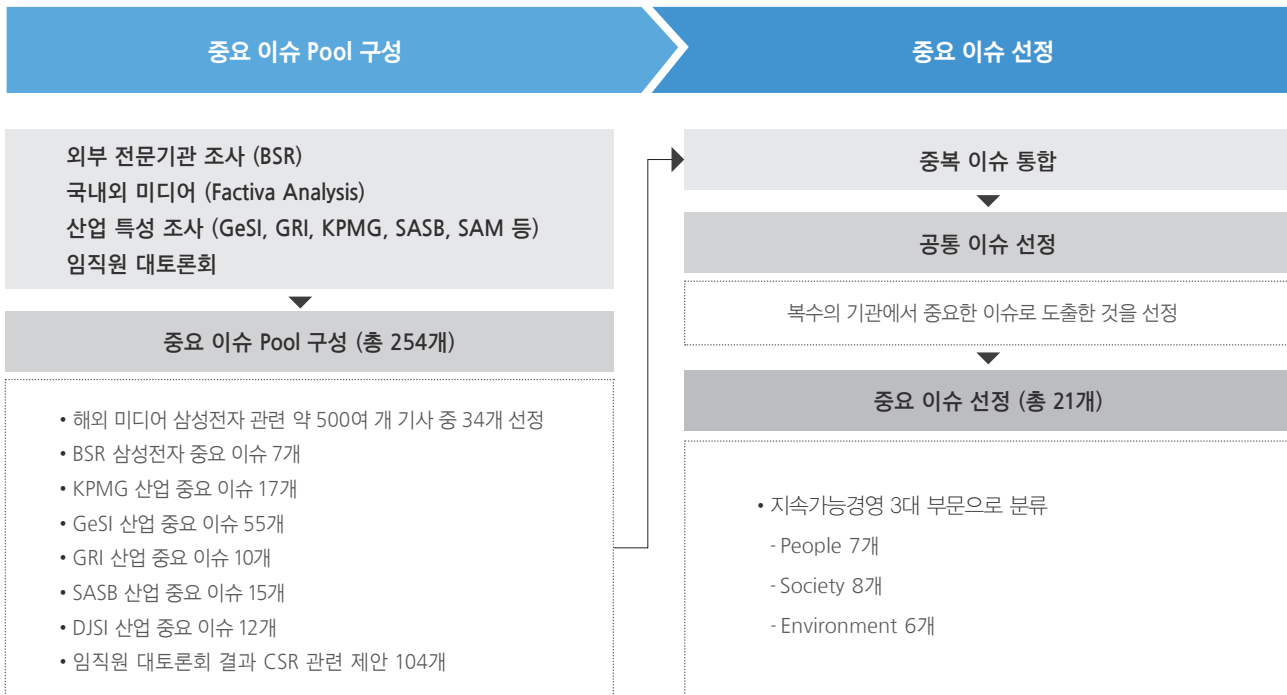 중요 이슈 Pool 구성
중요 이슈 선정
외부 전문기관 조사 (BSR)
국내외 미디어 (Factiva Analysis)
산업 특성 조사 (GeSI, GRI, KPMG, SASB, SAM 등)
임직원 대토론회
중요 이슈 Pool 구성 (총 254개)
• 해외 미디어 삼성전자 관련 약 500여 개 기사 중 34개 선정
• BSR 삼성전자 중요 이슈 7개
• KPMG 산업 중요 이슈 17개
• GeSI 산업 중요 이슈 55개
• GRI 산업 중요 이슈 10개
• SASB 산업 중요 이슈 15개
• DJSI 산업 중요 이슈 12개
• 임직원 대토론회 결과 CSR 관련 제안 104개
중복 이슈 통합
공통 이슈 선정
복수의 기관에서 중요한 이슈로 도출한 것을 선정
중요 이슈 선정 (총 21개)
• 지속가능경영 3대 부문으로 분류
- People 7개
- Society 8개
- Environment 6개